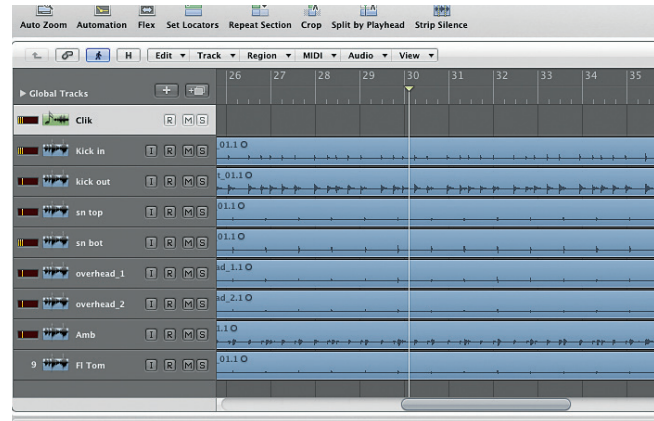 Auto Zoom Automation Flex Set Locators Repeat Section Crop Split by Playhead Strip Silence
H Edit Track Region MIDI Audio View
26 27 28 29 30 31 32 33 34 35
Global Tracks
Clik R M S
Kick in I R M S _01.1
kick out I R M S t_01.1
sn top I R M S 01.1
sn bot I R M S 01.1
overhead_1 I R M S ad_1.1
overhead_2 I R M S ad_2.1
Amb I R M S 1.1
9 Fl Tom I R M S _01.1